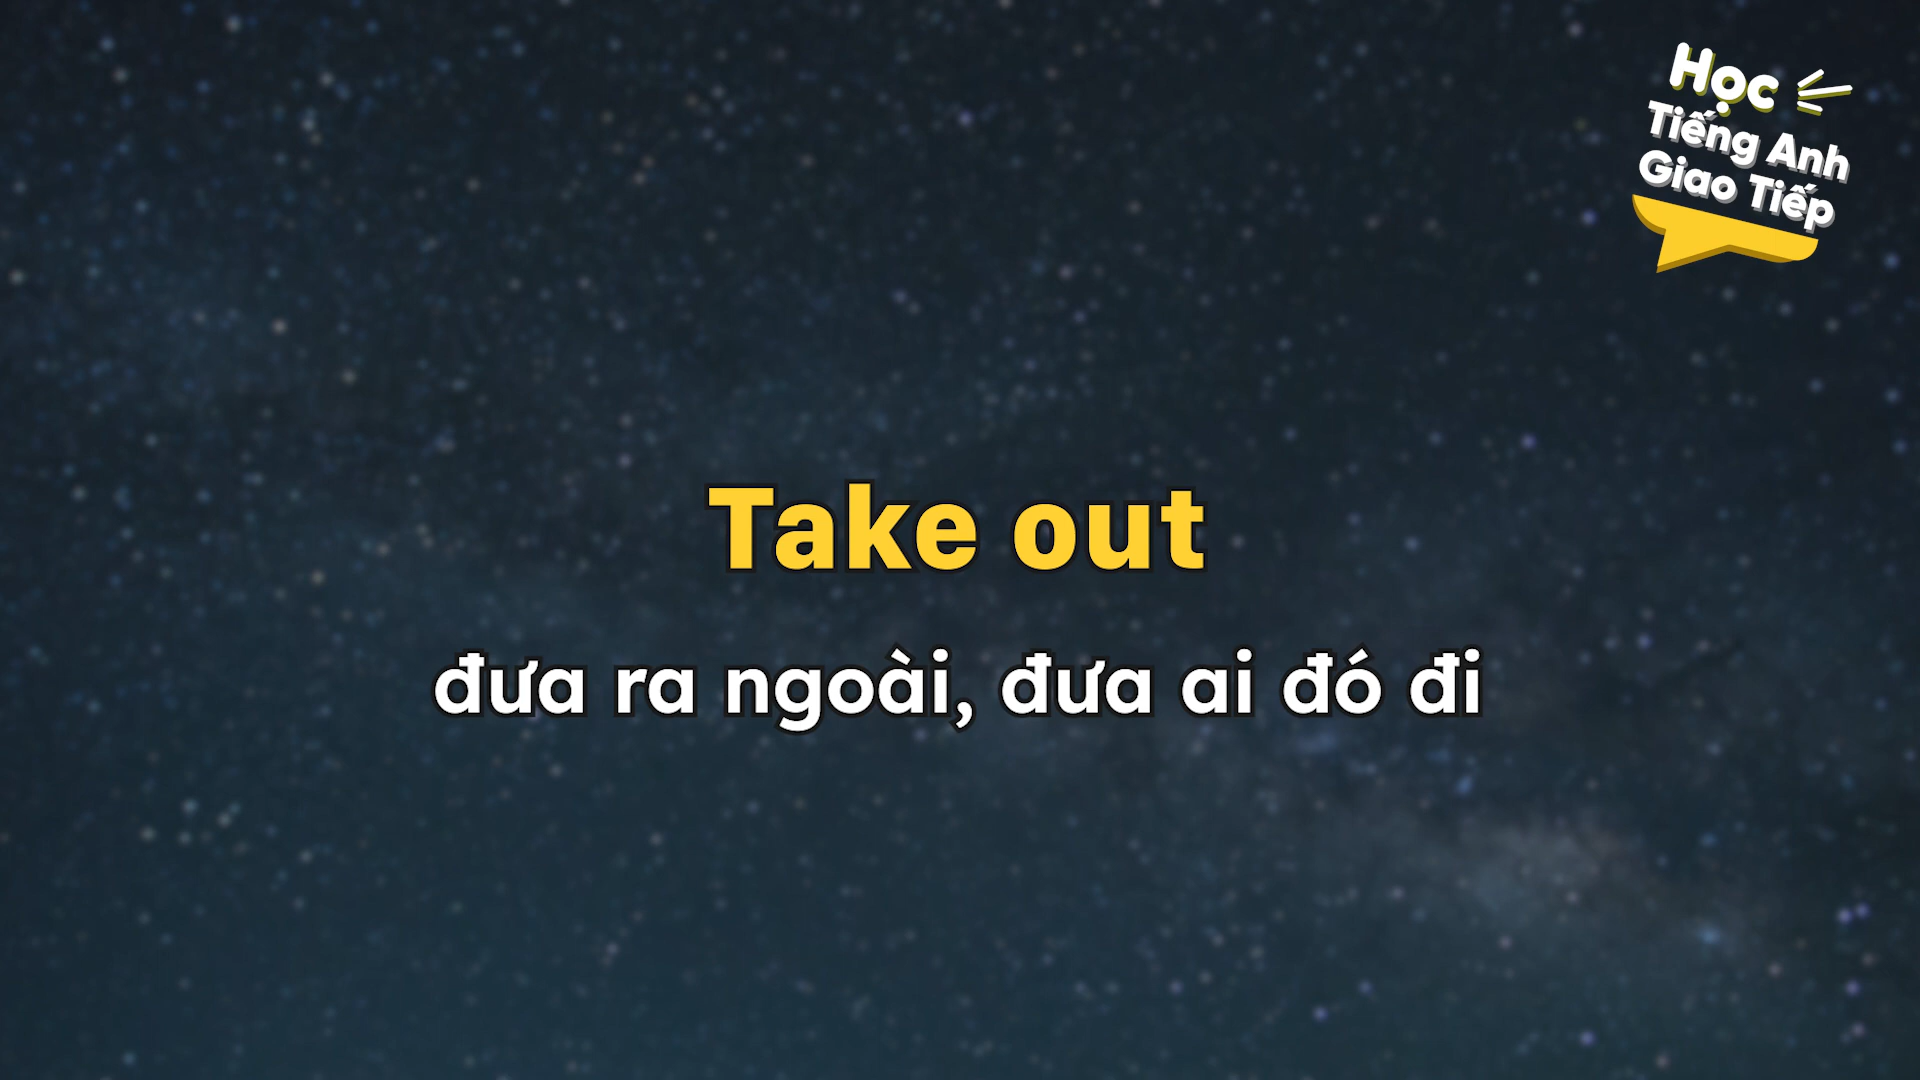 Học
Tiếng Anh
Giao Tiếp
Take out
đưa ra ngoài, đưa ai đó đi